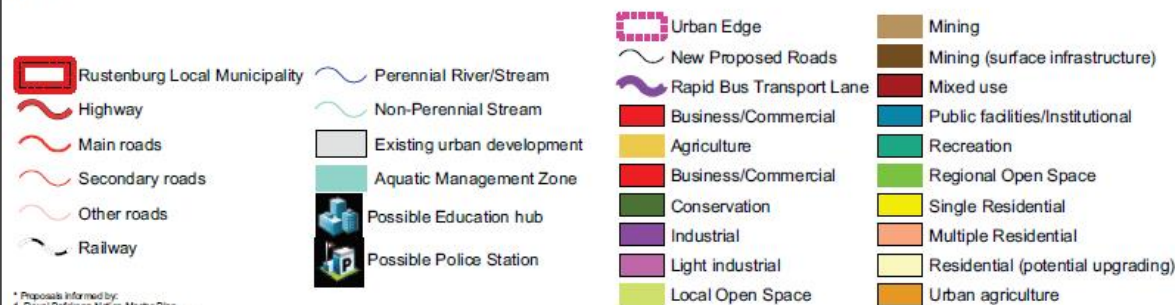 Rustenburg Local Municipality
Highway
Main roads
Secondary roads
Other roads
Railway
Perennial River/Stream
Non-Perennial Stream
Existing urban development
Aquatic Management Zone
Possible Education hub
Possible Police Station
Urban Edge
New Proposed Roads
Rapid Bus Transport Lane
Business/Commercial
Agriculture
Business/Commercial
Conservation
Industrial
Light industrial
Local Open Space
Mining
Mining (surface infrastructure)
Mixed use
Public facilities/Institutional
Recreation
Regional Open Space
Single Residential
Multiple Residential
Residential (potential upgrading)
Urban agriculture
* Proposals informed by: